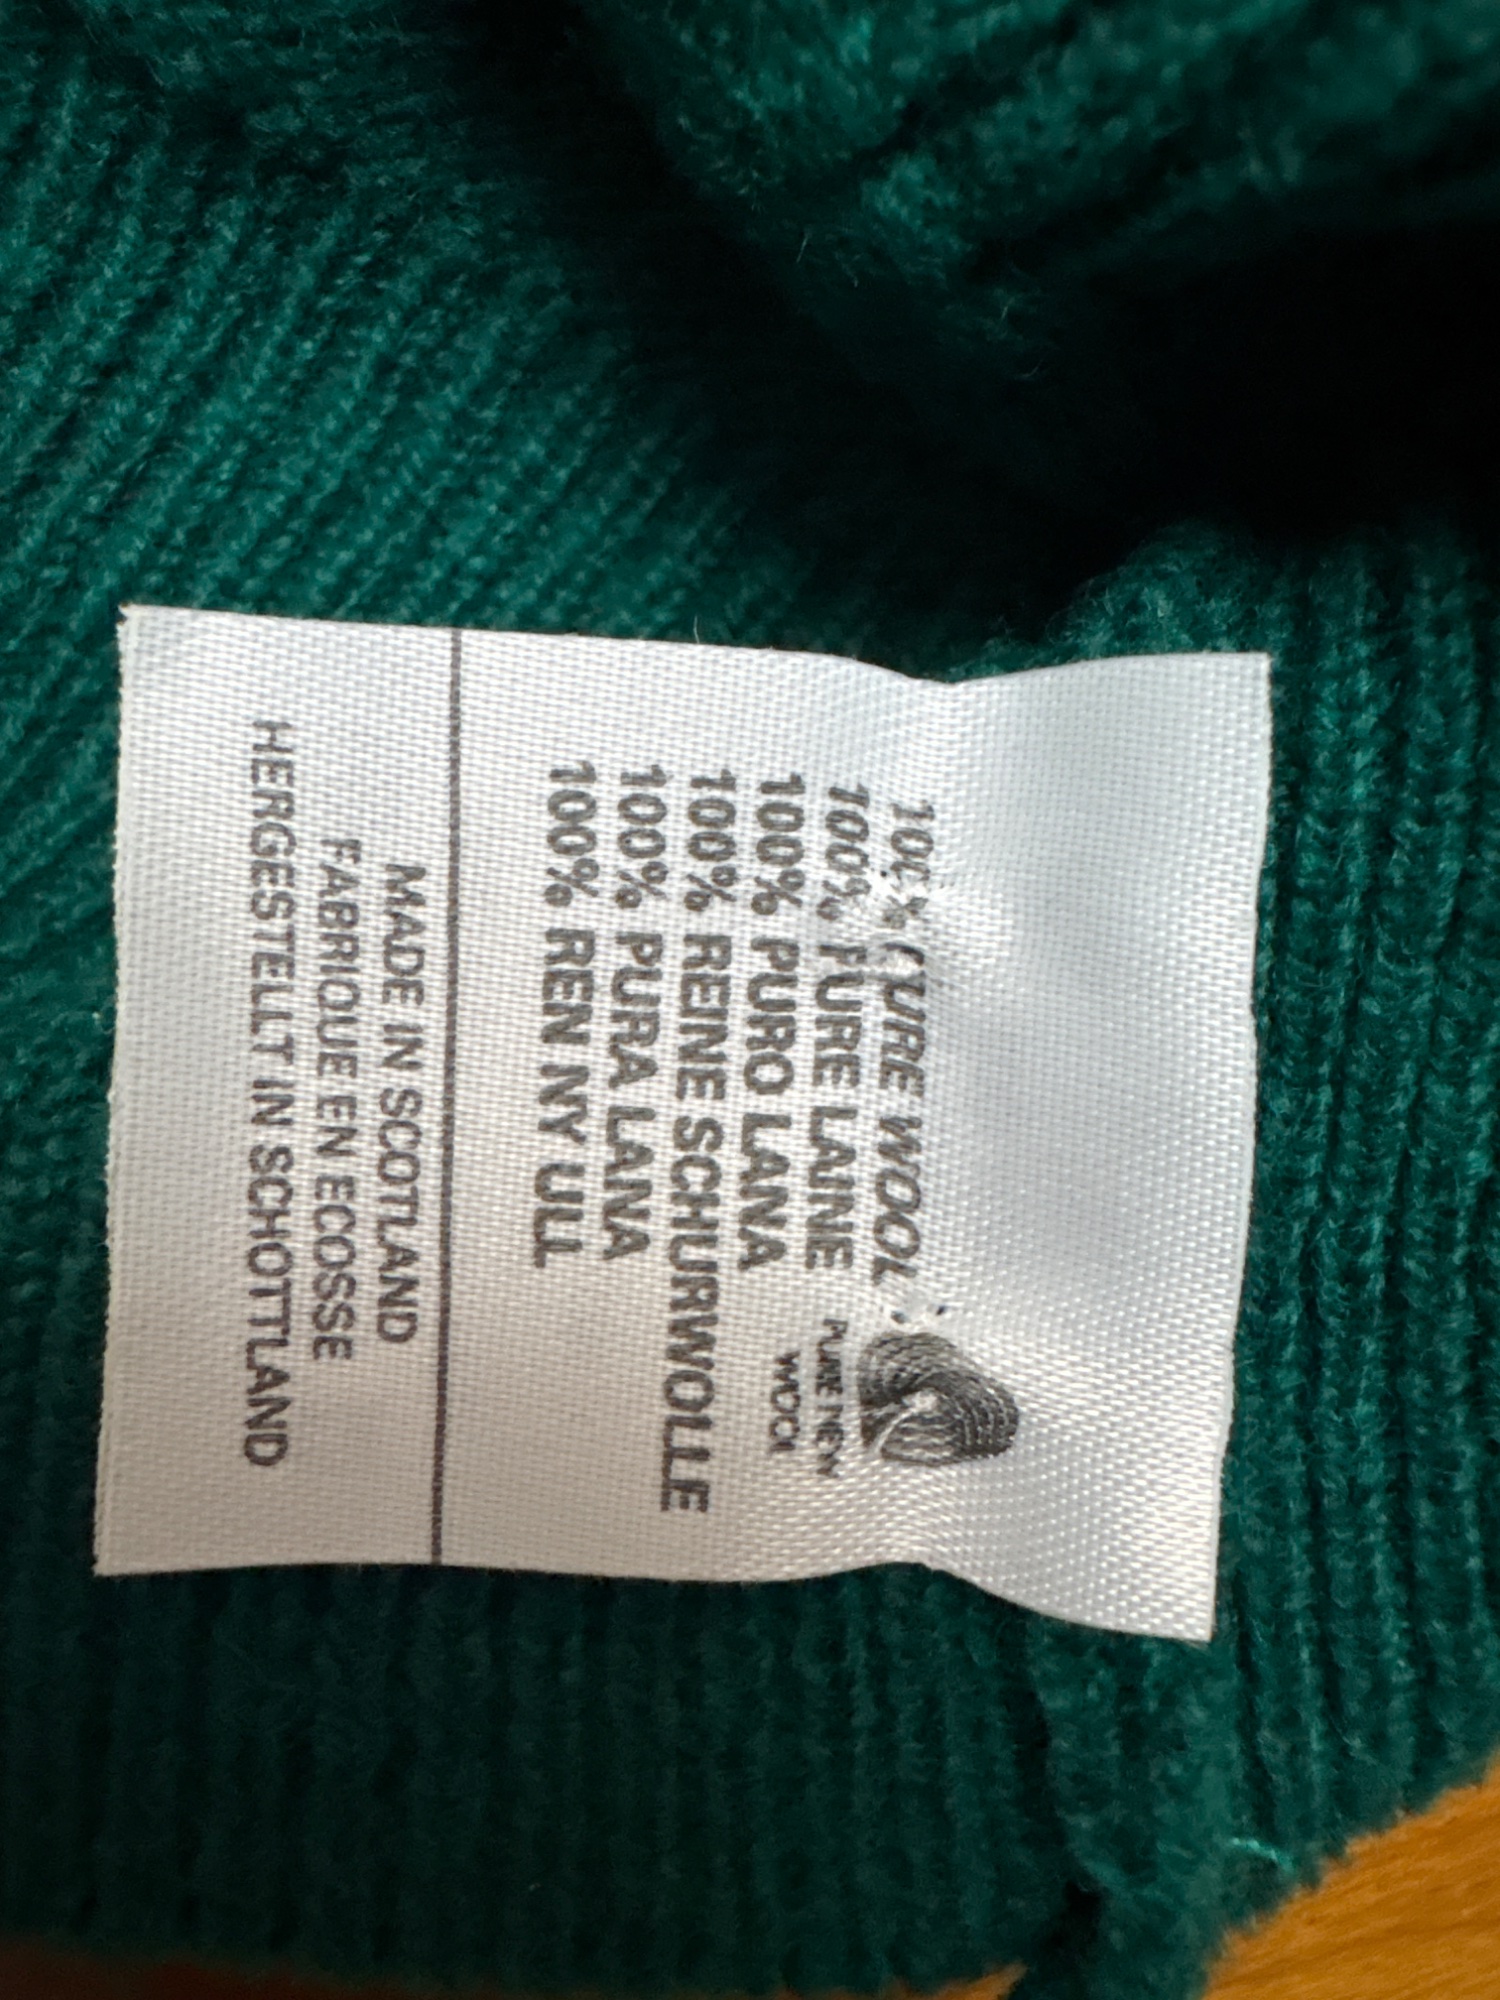 100% PURE WOOL
100% PURE LAINE
100% PURO LANA
100% REINE SCHURWOLLE
100% PURA LANA
100% REN NY ULL
PURE NEW
WOOL
MADE IN SCOTLAND
FABRIQUE EN ECOSSE
HERGESTELLT IN SCHOTTLAND